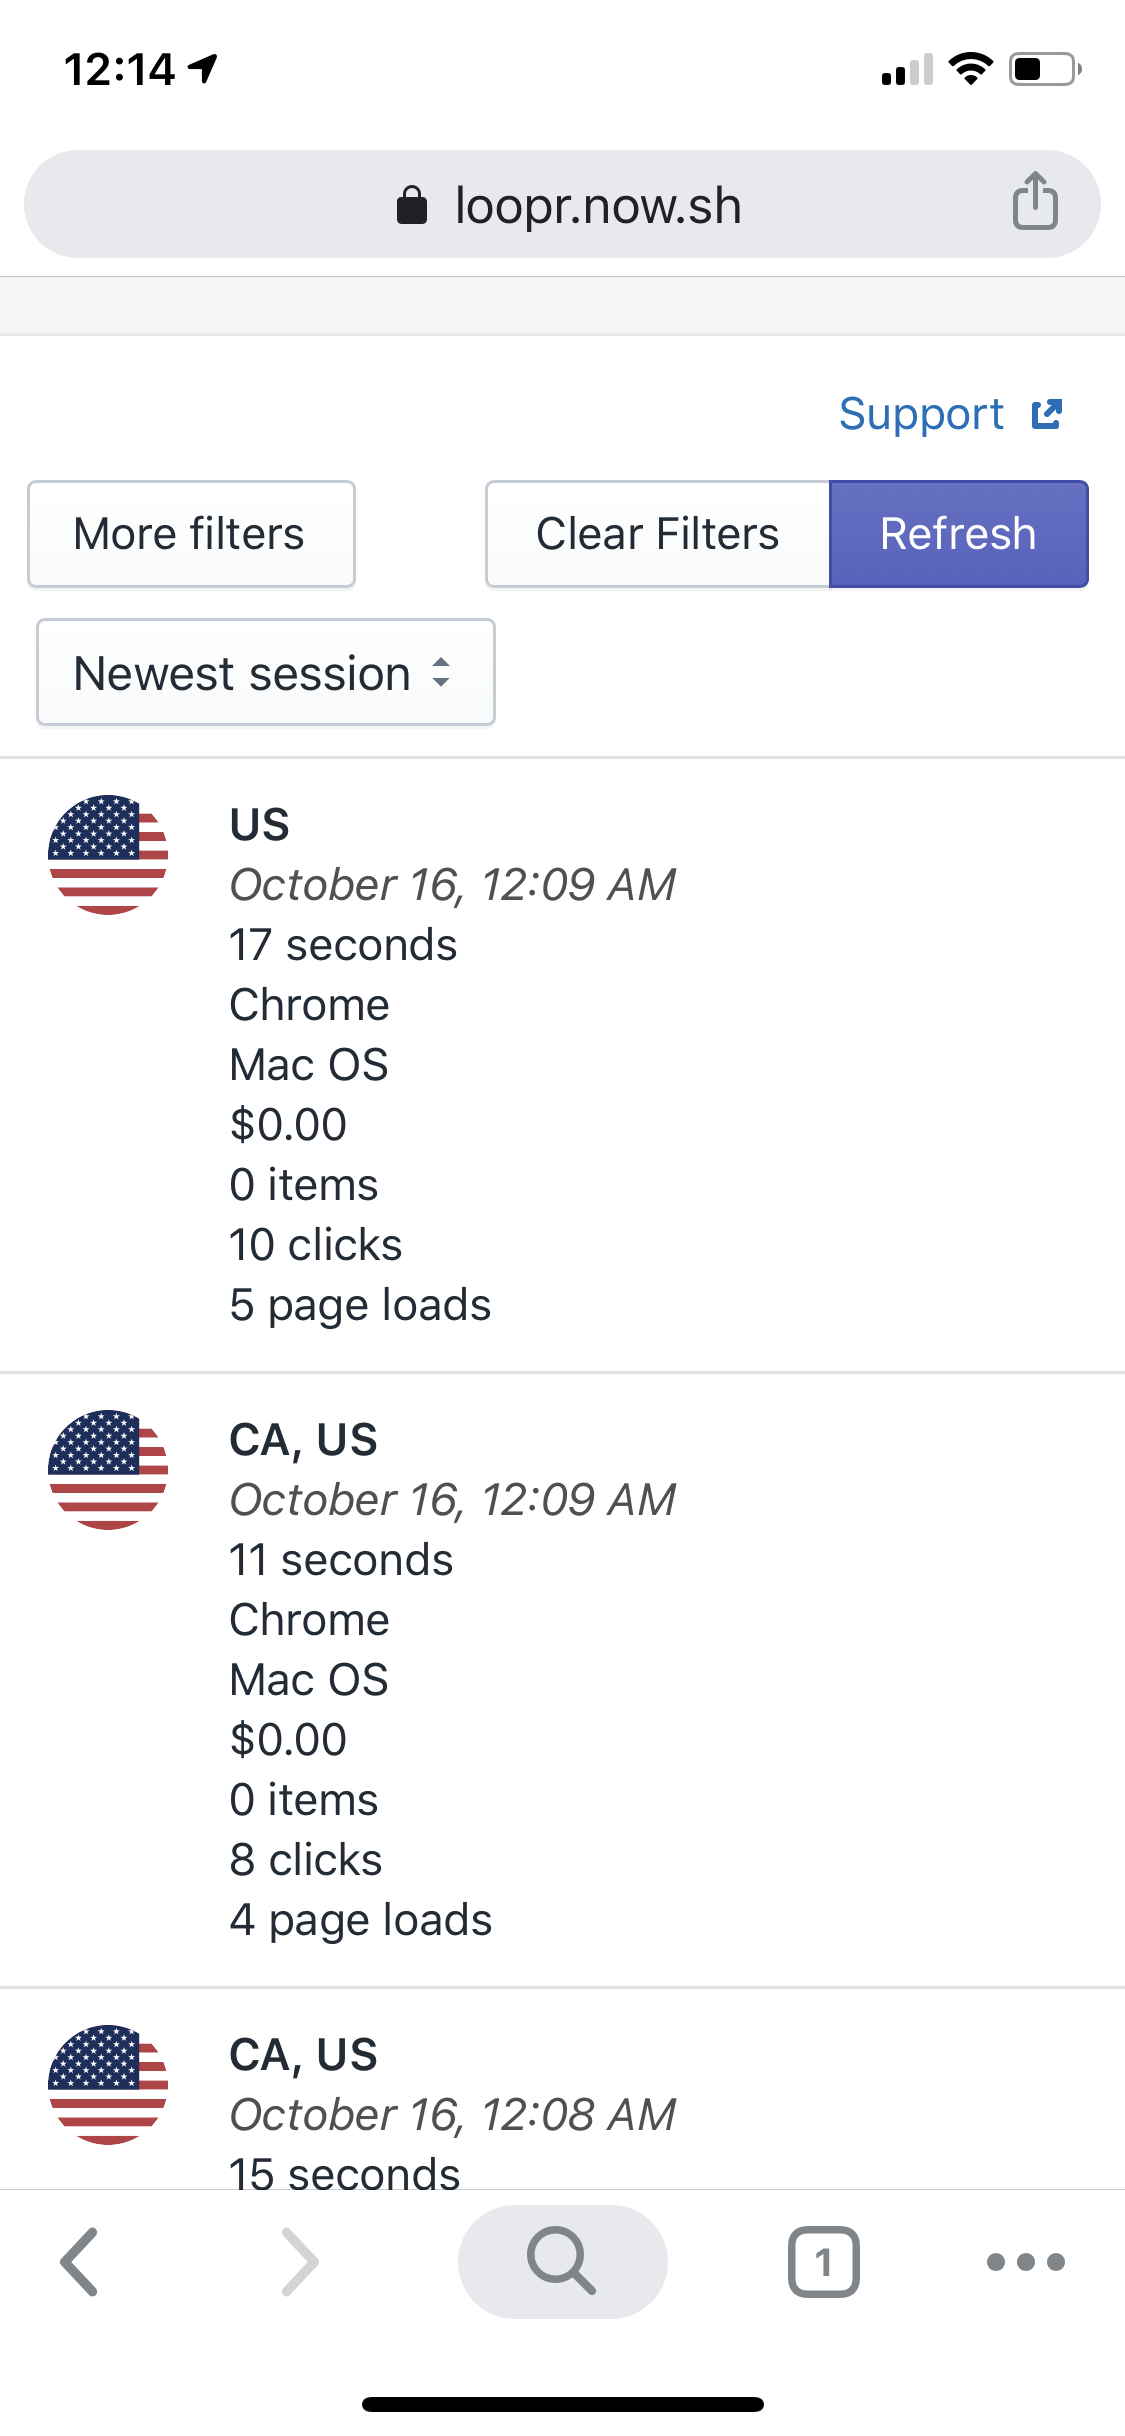 12:14
loopr.now.sh
Support
More filters
Clear Filters
Refresh
Newest session
US
October 16, 12:09 AM
17 seconds
Chrome
Mac OS
$0.00
0 items
10 clicks
5 page loads
CA, US
October 16, 12:09 AM
11 seconds
Chrome
Mac OS
$0.00
0 items
8 clicks
4 page loads
CA, US
October 16, 12:08 AM
15 seconds
1